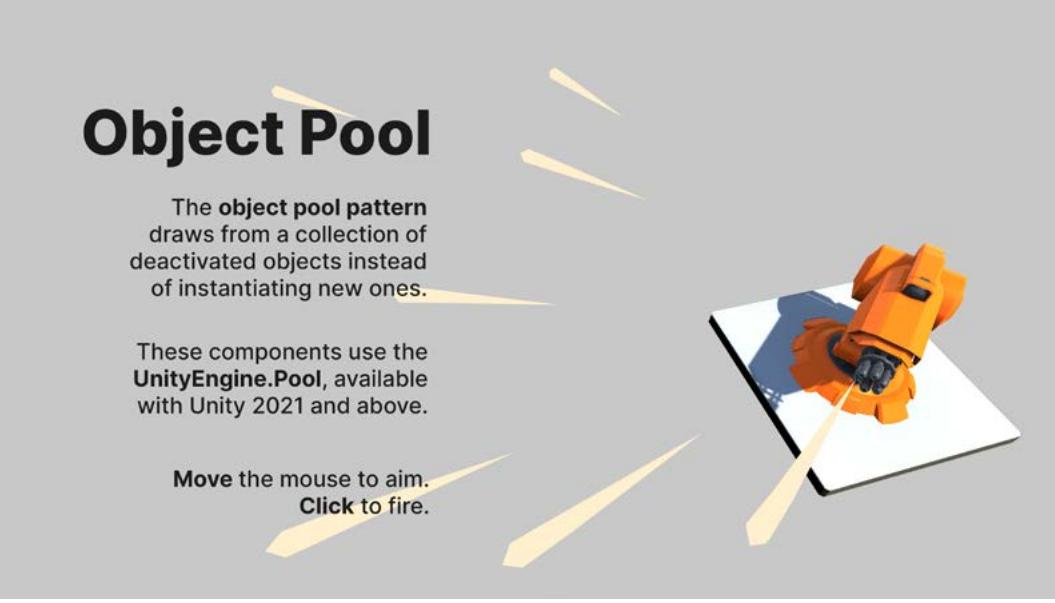 Object Pool
The object pool pattern
draws from a collection of
deactivated objects instead
of instantiating new ones.
These components use the
UnityEngine.Pool, available
with Unity 2021 and above.
Move the mouse to aim.
Click to fire.